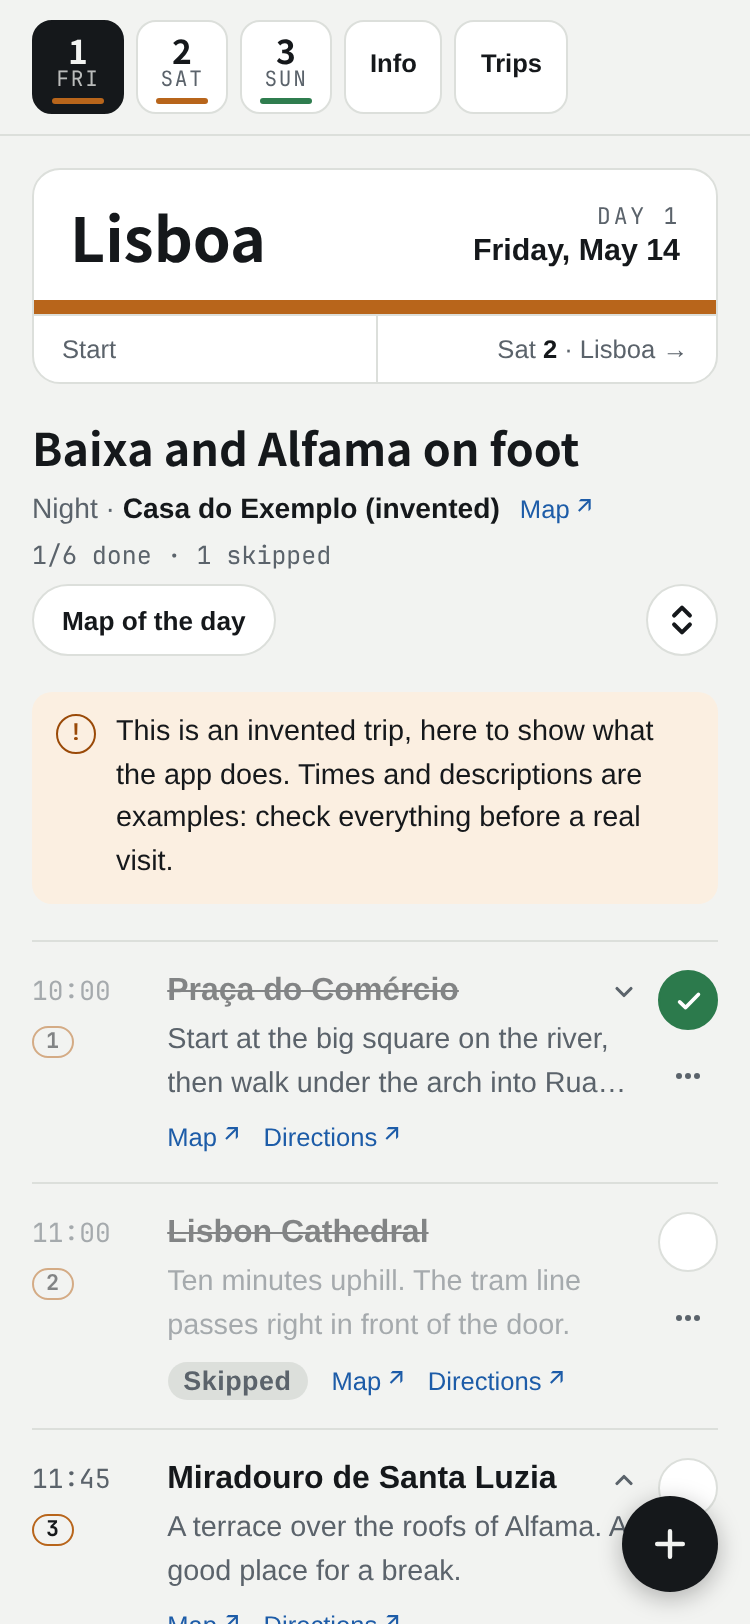 1 2 3 Info Trips
FRI SAT SUN
Lisboa
DAY 1
Friday, May 14
Start
Sat 2 · Lisboa →
Baixa and Alfama on foot
Night · Casa do Exemplo (invented) Map
1/6 done · 1 skipped
Map of the day
! This is an invented trip, here to show what
the app does. Times and descriptions are
examples: check everything before a real
visit.
10:00 Praça do Comércio
1 Start at the big square on the river,
then walk under the arch into Rua…
Map Directions
11:00 Lisbon Cathedral
2 Ten minutes uphill. The tram line
passes right in front of the door.
Skipped Map Directions
11:45 Miradouro de Santa Luzia
3 A terrace over the roofs of Alfama. A
good place for a break.
Map Directions